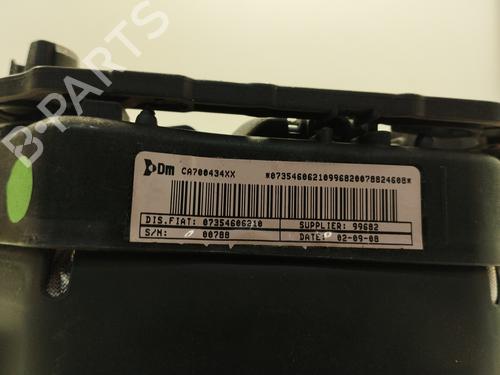 Dm CA700434XX *07354606210996820078824608*
DIS.FIAT: 07354606210 SUPPLIER: 99682
S/N: 00788 DATE: 02-09-08
B-PARTS